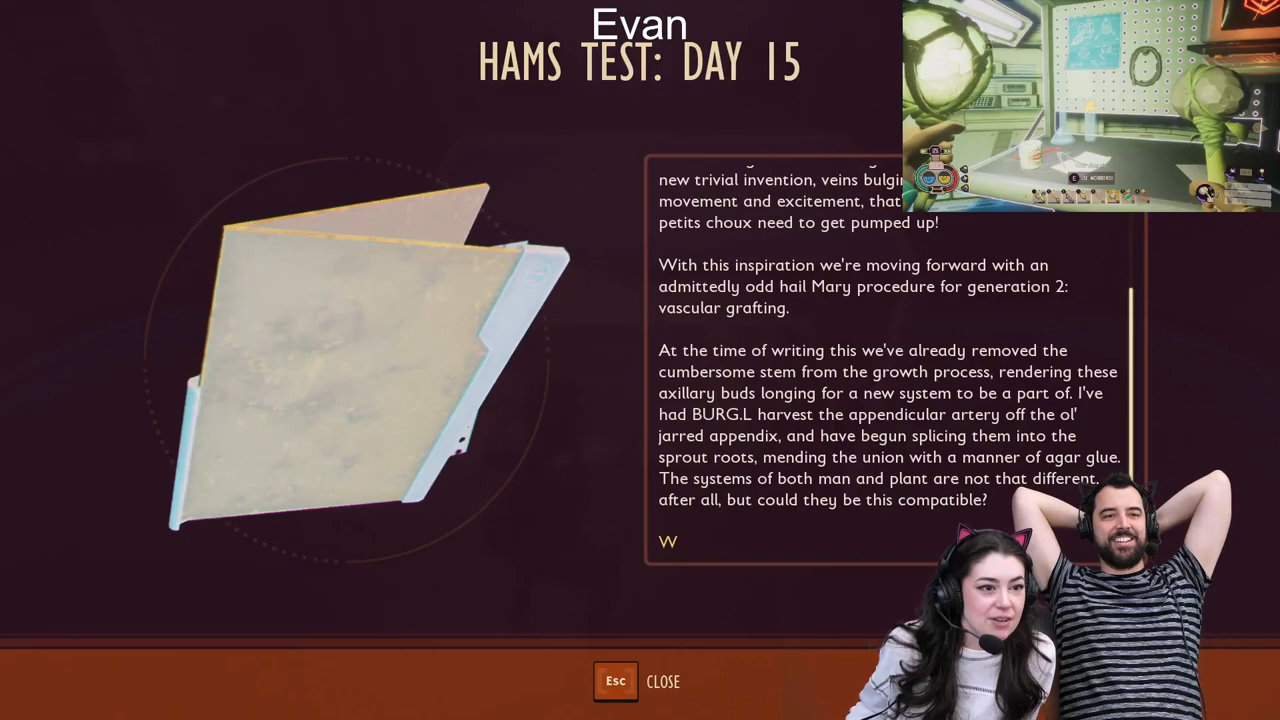 Evan
HAMS TEST: DAY 15
new trivial invention, veins
movement and excitement, that
petits choux need to get pumped up!
With this inspiration we're moving forward with an
admittedly odd hail Mary procedure for generation 2:
vascular grafting.
At the time of writing this we've already removed the
cumbersome stem from the growth process, rendering these
axillary buds longing for a new system to be a part of. I've
had BURG.L harvest the appendicular artery off the ol'
jarred appendix, and have begun splicing them into the
sprout roots, mending the union with a manner of agar glue.
The systems of both man and plant are not that different,
after all, but could they be this compatible?
W
Esc CLOSE